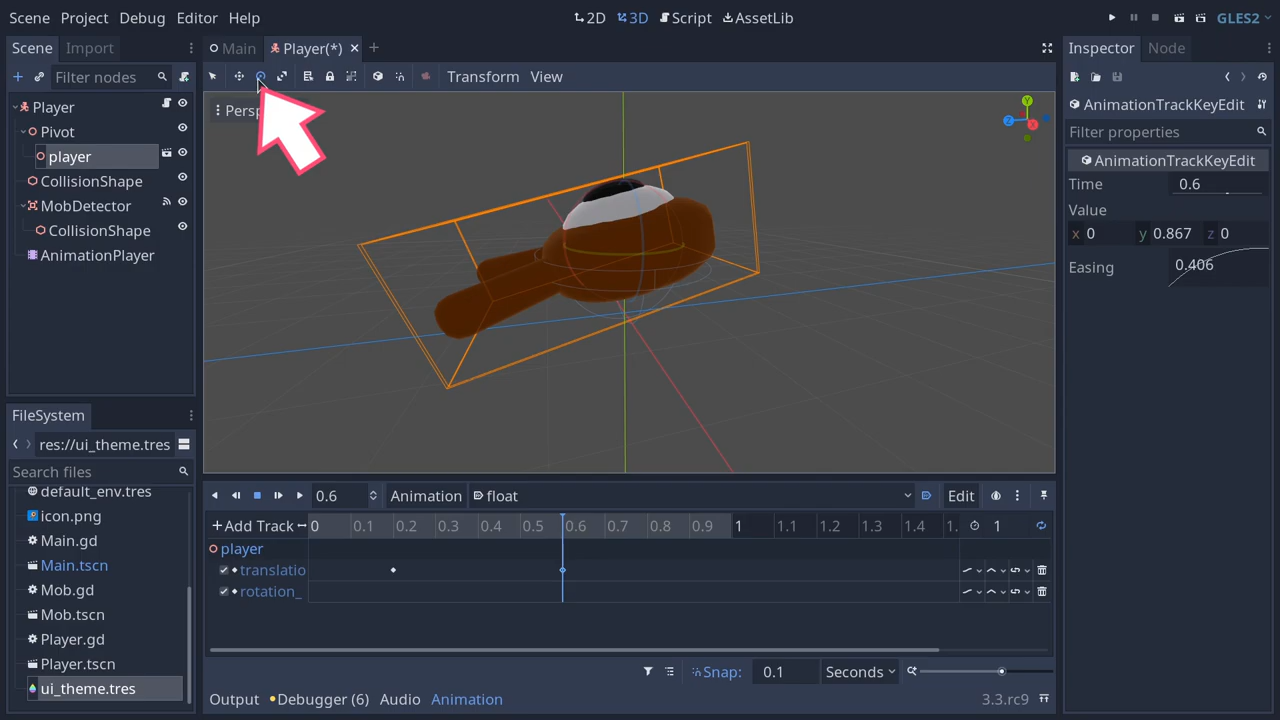 Scene Project Debug Editor Help
2D 3D Script AssetLib
GLES2
Scene Import
Main Player(*)
Inspector Node
Filter nodes
Transform View
Persp
Y
Z
X
AnimationTrackKeyEdit
Filter properties
AnimationTrackKeyEdit
Time 0.6
Value
x 0 y 0.867 z 0
Easing 0.406
Player
Pivot
player
CollisionShape
MobDetector
CollisionShape
AnimationPlayer
FileSystem
res://ui_theme.tres
Search files
default_env.tres
icon.png
Main.gd
Main.tscn
Mob.gd
Mob.tscn
Player.gd
Player.tscn
ui_theme.tres
0.6 Animation float Edit
Add Track 0 0.1 0.2 0.3 0.4 0.5 0.6 0.7 0.8 0.9 1 1.1 1.2 1.3 1.4 1. 1
player
translatio
rotation_
Snap: 0.1 Seconds
Output Debugger (6) Audio Animation 3.3.rc9